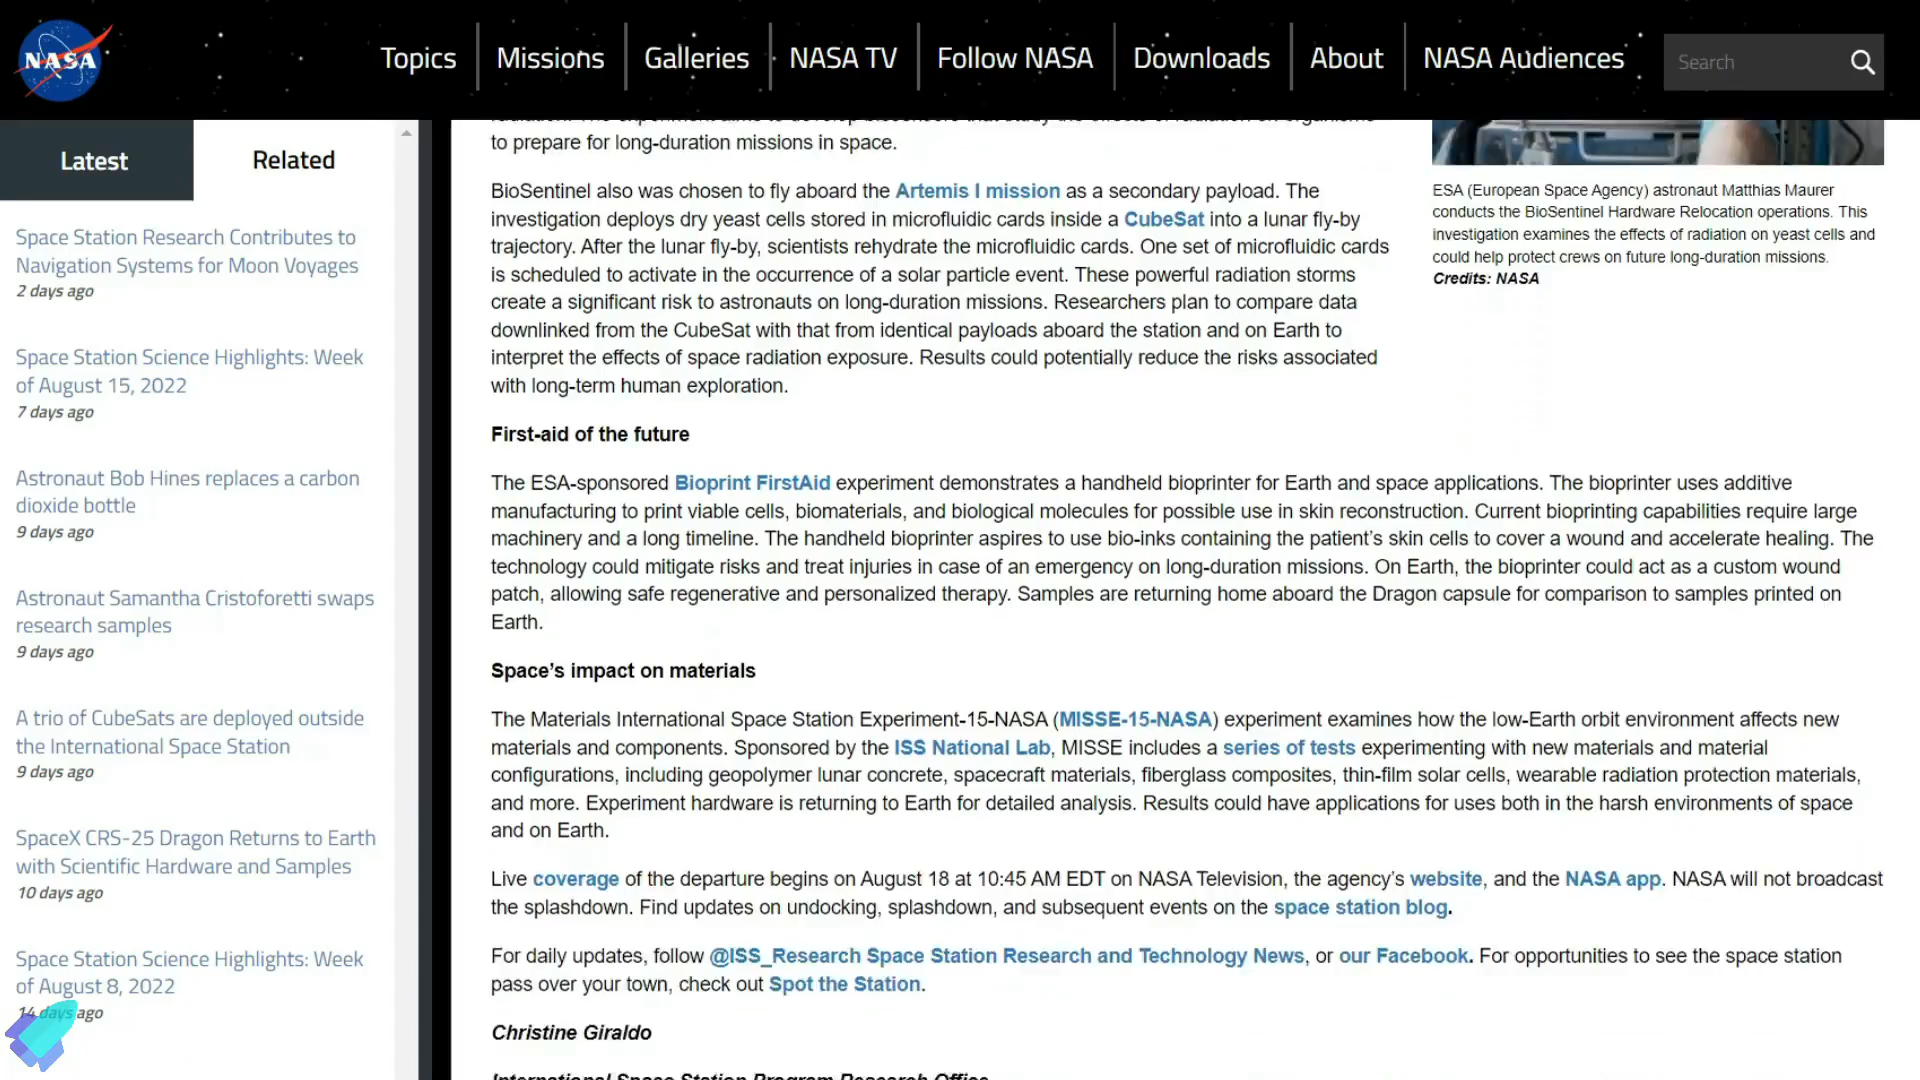 NASA
Topics
Missions
Galleries
NASA TV
Follow NASA
Downloads
About
NASA Audiences
Search
Latest
Related
Space Station Research Contributes to
Navigation Systems for Moon Voyages
2 days ago
Space Station Science Highlights: Week
of August 15, 2022
7 days ago
Astronaut Bob Hines replaces a carbon
dioxide bottle
9 days ago
Astronaut Samantha Cristoforetti swaps
research samples
9 days ago
A trio of CubeSats are deployed outside
the International Space Station
9 days ago
SpaceX CRS-25 Dragon Returns to Earth
with Scientific Hardware and Samples
10 days ago
Space Station Science Highlights: Week
of August 8, 2022
14 days ago
to prepare for long-duration missions in space.
BioSentinel also was chosen to fly aboard the Artemis I mission as a secondary payload. The
investigation deploys dry yeast cells stored in microfluidic cards inside a CubeSat into a lunar fly-by
trajectory. After the lunar fly-by, scientists rehydrate the microfluidic cards. One set of microfluidic cards
is scheduled to activate in the occurrence of a solar particle event. These powerful radiation storms
create a significant risk to astronauts on long-duration missions. Researchers plan to compare data
downlinked from the CubeSat with that from identical payloads aboard the station and on Earth to
interpret the effects of space radiation exposure. Results could potentially reduce the risks associated
with long-term human exploration.
ESA (European Space Agency) astronaut Matthias Maurer
conducts the BioSentinel Hardware Relocation operations. This
investigation examines the effects of radiation on yeast cells and
could help protect crews on future long-duration missions.
Credits: NASA
First-aid of the future
The ESA-sponsored Bioprint FirstAid experiment demonstrates a handheld bioprinter for Earth and space applications. The bioprinter uses additive
manufacturing to print viable cells, biomaterials, and biological molecules for possible use in skin reconstruction. Current bioprinting capabilities require large
machinery and a long timeline. The handheld bioprinter aspires to use bio-inks containing the patient's skin cells to cover a wound and accelerate healing. The
technology could mitigate risks and treat injuries in case of an emergency on long-duration missions. On Earth, the bioprinter could act as a custom wound
patch, allowing safe regenerative and personalized therapy. Samples are returning home aboard the Dragon capsule for comparison to samples printed on
Earth.
Space's impact on materials
The Materials International Space Station Experiment-15-NASA (MISSE-15-NASA) experiment examines how the low-Earth orbit environment affects new
materials and components. Sponsored by the ISS National Lab, MISSE includes a series of tests experimenting with new materials and material
configurations, including geopolymer lunar concrete, spacecraft materials, fiberglass composites, thin-film solar cells, wearable radiation protection materials,
and more. Experiment hardware is returning to Earth for detailed analysis. Results could have applications for uses both in the harsh environments of space
and on Earth.
Live coverage of the departure begins on August 18 at 10:45 AM EDT on NASA Television, the agency's website, and the NASA app. NASA will not broadcast
the splashdown. Find updates on undocking, splashdown, and subsequent events on the space station blog.
For daily updates, follow @ISS_Research Space Station Research and Technology News, or our Facebook. For opportunities to see the space station
pass over your town, check out Spot the Station.
Christine Giraldo
International Space Station Program Research Office